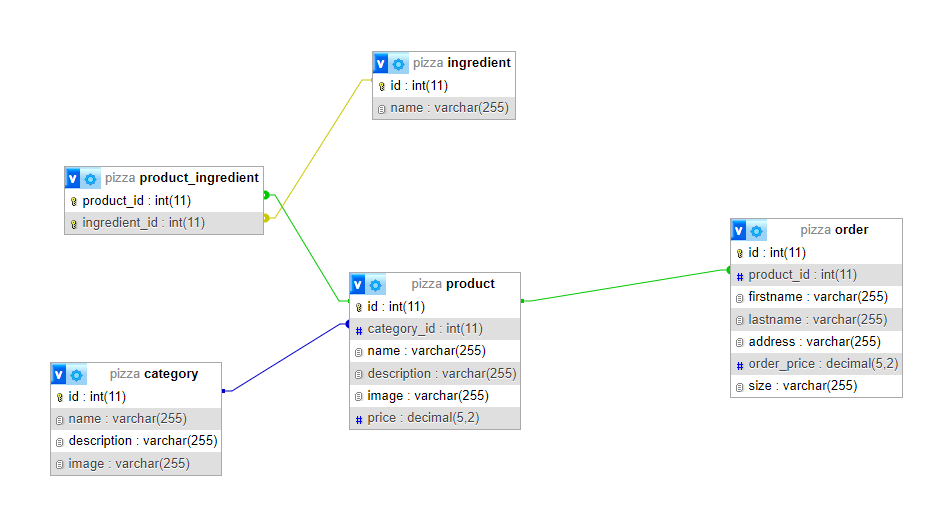 v pizza ingredient
id : int(11)
name : varchar(255)
v pizza product_ingredient
product_id : int(11)
ingredient_id : int(11)
v pizza order
id : int(11)
# product_id : int(11)
firstname : varchar(255)
lastname : varchar(255)
address : varchar(255)
# order_price : decimal(5,2)
size : varchar(255)
v pizza product
id : int(11)
# category_id : int(11)
name : varchar(255)
description : varchar(255)
image : varchar(255)
# price : decimal(5,2)
v pizza category
id : int(11)
name : varchar(255)
description : varchar(255)
image : varchar(255)